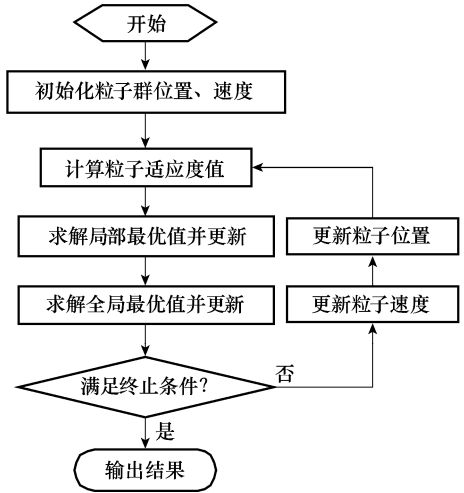 开始
初始化粒子群位置、速度
计算粒子适应度值
求解局部最优值并更新
更新粒子位置
求解全局最优值并更新
更新粒子速度
满足终止条件?
否
是
输出结果